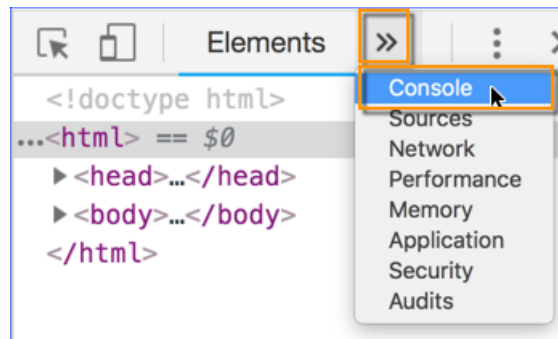 Elements »
Console
<!doctype html>
Sources
...<html> == $0
Network
▶<head>…</head>
Performance
▶<body>…</body>
Memory
</html>
Application
Security
Audits